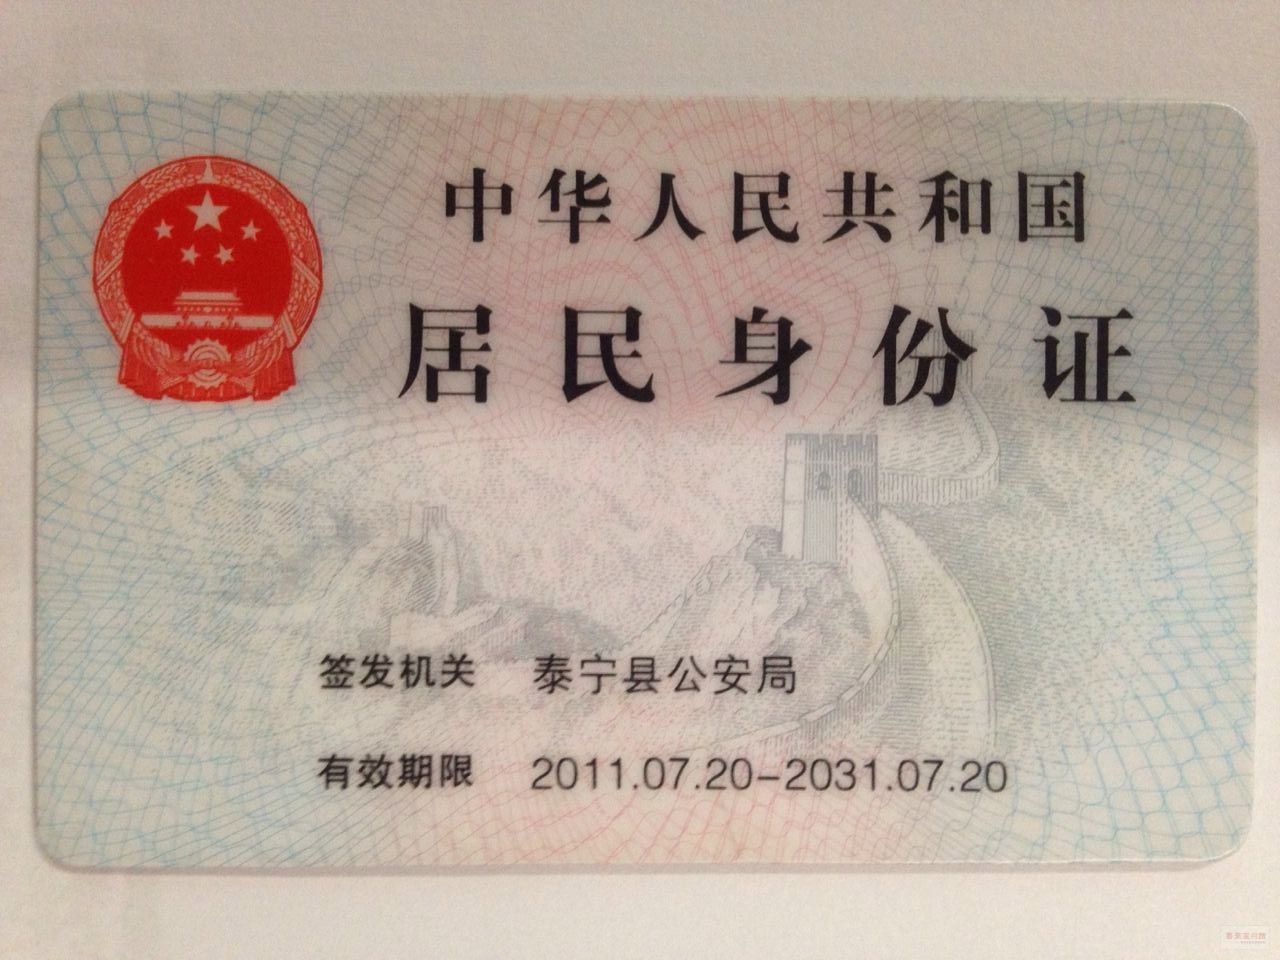 中华人民共和国
居民身份证
签发机关 泰宁县公安局
有效期限 2011.07.20-2031.07.20